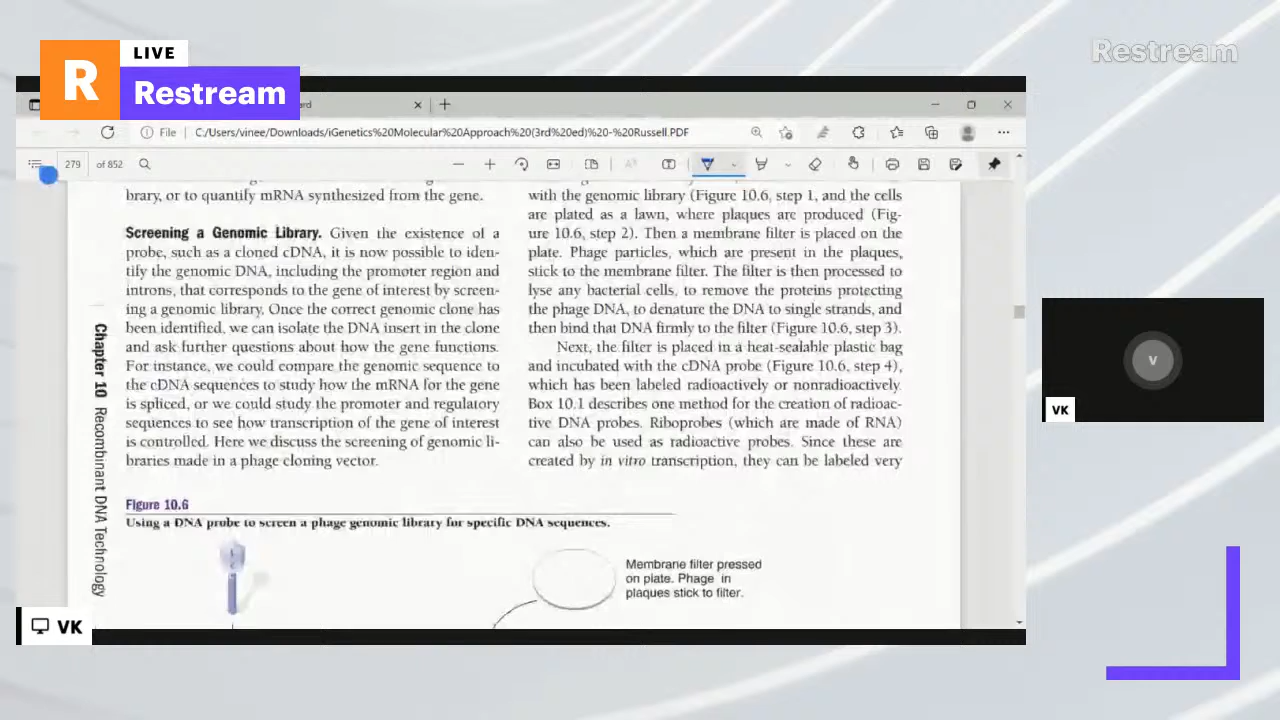 LIVE
R
Restream
Restream
File
C:/Users/vinee/Downloads/iGenetics%20Molecular%20Approach%20(3rd%20ed)%20-%20Russell.PDF
279
of 852
brary, or to quantify mRNA synthesized from the gene.
Screening a Genomic Library. Given the existence of a
probe, such as a cloned cDNA, it is now possible to iden-
tify the genomic DNA, including the promoter region and
introns, that corresponds to the gene of interest by screen-
ing a genomic library. Once the correct genomic clone has
been identified, we can isolate the DNA insert in the clone
and ask further questions about how the gene functions.
For instance, we could compare the genomic sequence to
the cDNA sequences to study how the mRNA for the gene
is spliced, or we could study the promoter and regulatory
sequences to see how transcription of the gene of interest
is controlled. Here we discuss the screening of genomic li-
braries made in a phage cloning vector.
with the genomic library (Figure 10.6, step 1, and the cells
are plated as a lawn, where plaques are produced (Fig-
ure 10.6, step 2). Then a membrane filter is placed on the
plate. Phage particles, which are present in the plaques,
stick to the membrane filter. The filter is then processed to
lyse any bacterial cells, to remove the proteins protecting
the phage DNA, to denature the DNA to single strands, and
then bind that DNA firmly to the filter (Figure 10.6, step 3).
Next, the filter is placed in a heat-sealable plastic bag
and incubated with the cDNA probe (Figure 10.6, step 4),
which has been labeled radioactively or nonradioactively.
Box 10.1 describes one method for the creation of radioac-
tive DNA probes. Riboprobes (which are made of RNA)
can also be used as radioactive probes. Since these are
created by in vitro transcription, they can be labeled very
Chapter 10 Recombinant DNA Technology
Figure 10.6
Using a DNA probe to screen a phage genomic library for specific DNA sequences.
Membrane filter pressed
on plate. Phage in
plaques stick to filter.
VK
V
VK